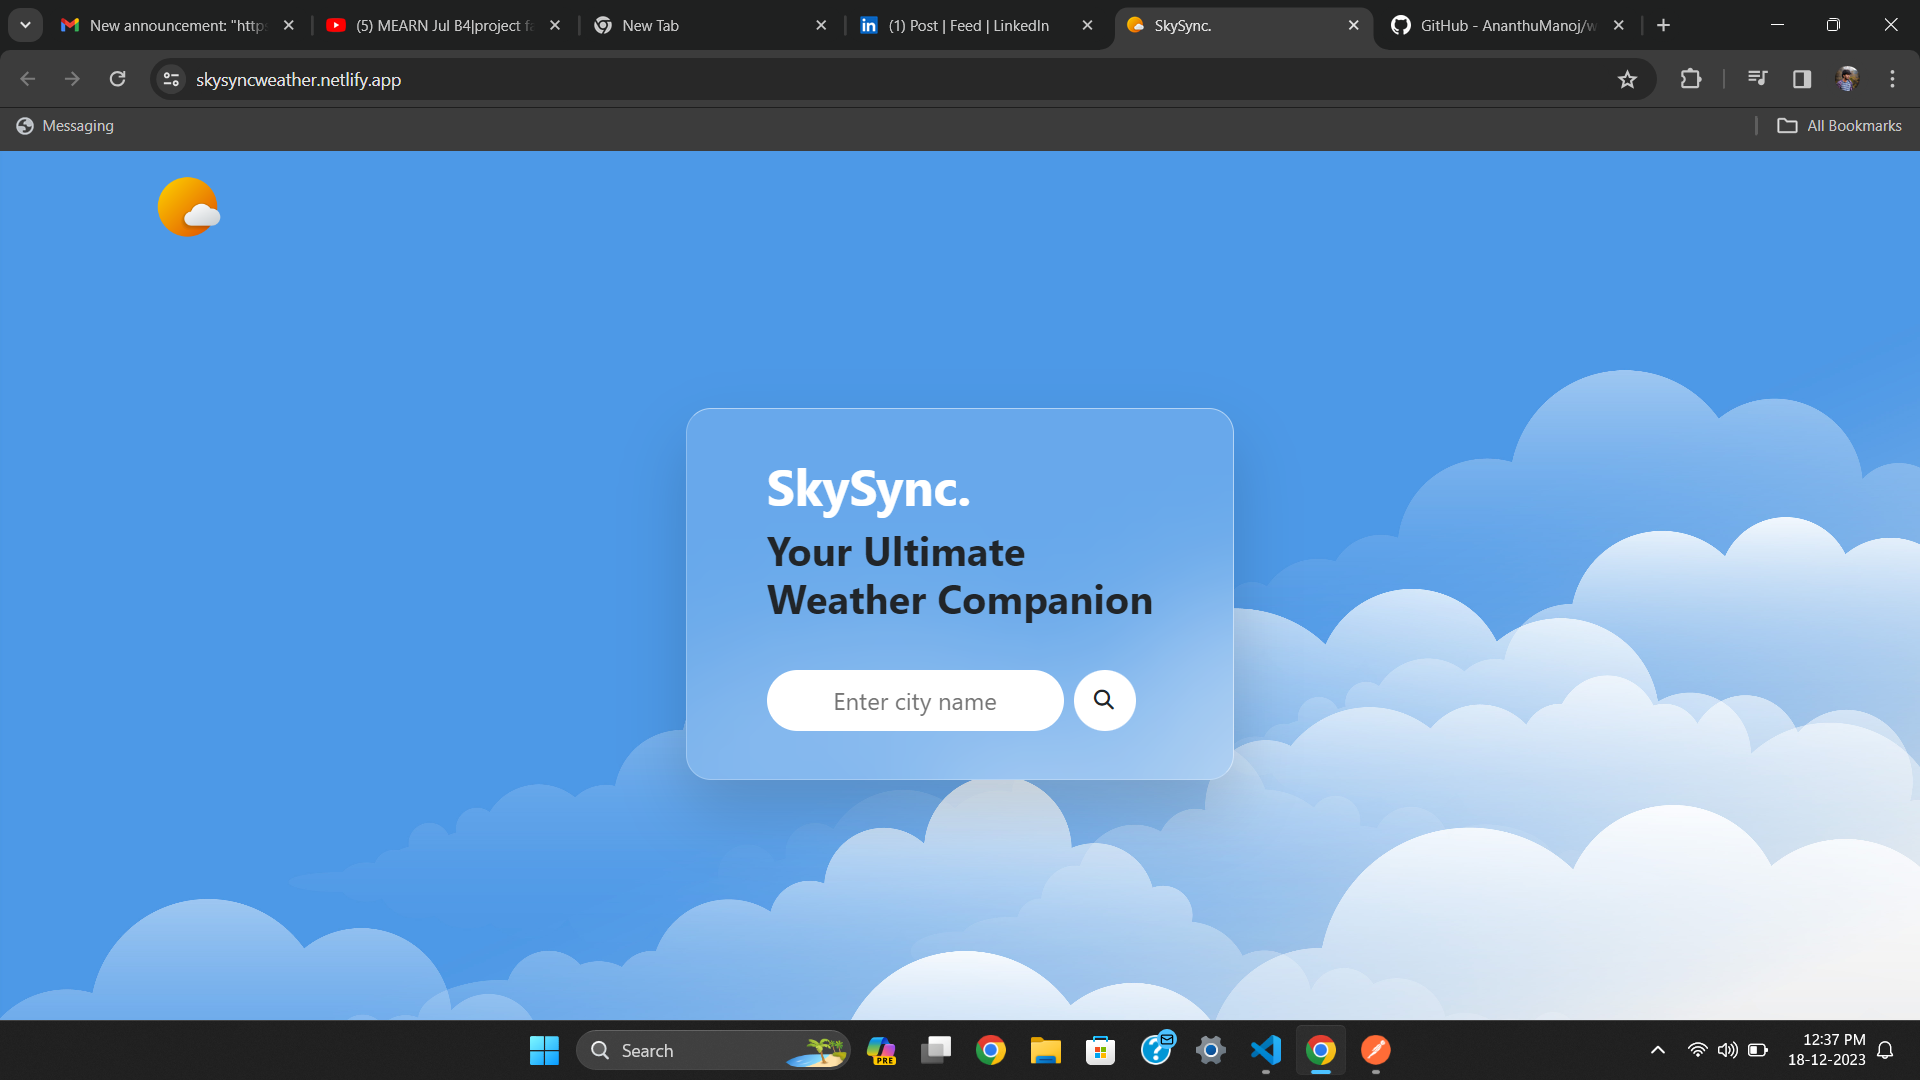 New announcement: "http
(5) MEARN Jul B4|project fa
New Tab
(1) Post | Feed | LinkedIn
SkySync.
GitHub - AnanthuManoj/w
skysyncweather.netlify.app
Messaging
All Bookmarks
SkySync.
Your Ultimate
Weather Companion
Enter city name
Search
PRE
12:37 PM
18-12-2023